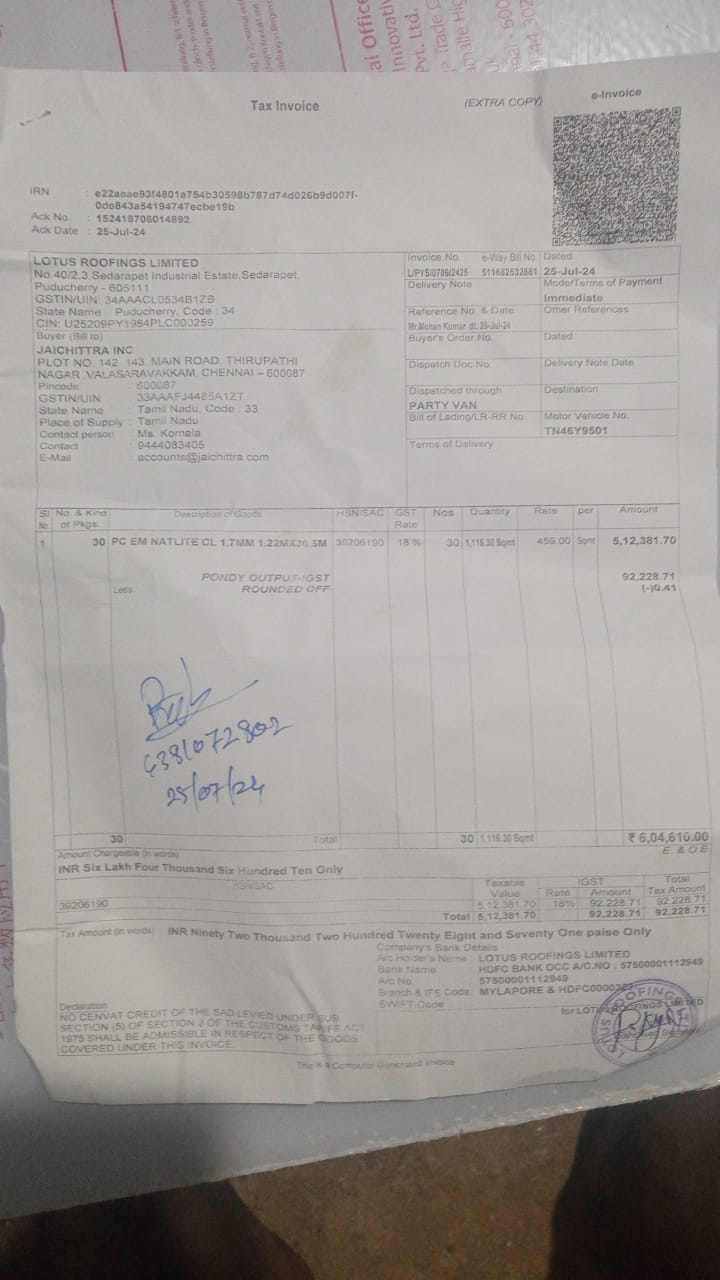 Tax Invoice
(EXTRA COPY)
e-Invoice
IRN : e22aeae93f4801a754b30598b787d74d026b9d007f-
0de843a54194747ecbe19b
Ack No. : 152418706014892
Ack Date : 25-Jul-24
LOTUS ROOFINGS LIMITED
No.40/2,3,Sedarapet Industrial Estate,Sedarapet,
Puducherry - 605111
GSTIN/UIN: 34AAACL0534B1ZB
State Name : Puducherry, Code : 34
CIN: U25209PY1984PLC000259
Invoice No. e-Way Bill No. Dated
L/PYS/0786/2425 511682532881 25-Jul-24
Delivery Note Mode/Terms of Payment
Immediate
Reference No. & Date. Other References
Mr.Mohan Kumar dt. 25-Jul-24
Buyer's Order No. Dated
Dispatch Doc No. Delivery Note Date
Dispatched through Destination
PARTY VAN
Bill of Lading/LR-RR No. Motor Vehicle No.
TN46Y9501
Terms of Delivery
Buyer (Bill to)
JAICHITTRA INC
PLOT NO. 142, 143, MAIN ROAD, THIRUPATHI
NAGAR ,VALASARAVAKKAM, CHENNAI – 600087
Pincode : 600087
GSTIN/UIN : 33AAAFJ4485A1ZT
State Name : Tamil Nadu, Code : 33
Place of Supply : Tamil Nadu
Contact person : Ms. Komala
Contact : 9444083405
E-Mail : accounts@jaichittra.com
Sl No. & Kind Description of Goods HSN/SAC GST Nos Quantity Rate per Amount
No. of Pkgs. Rate
1 30 PC EM NATLITE CL 1.7MM 1.22MX30.5M 39206190 18 % 30 1,116.30 Sqmt 459.00 Sqmt 5,12,381.70
PONDY OUTPUT-IGST 92,228.71
Less : ROUNDED OFF (-)0.41
4381072802
25/07/24
30 Total 30 1,116.30 Sqmt ₹ 6,04,610.00
Amount Chargeable (in words) E. & O.E
INR Six Lakh Four Thousand Six Hundred Ten Only
HSN/SAC Taxable IGST Total
Value Rate Amount Tax Amount
39206190 5,12,381.70 18% 92,228.71 92,228.71
Total 5,12,381.70 92,228.71 92,228.71
Tax Amount (in words) : INR Ninety Two Thousand Two Hundred Twenty Eight and Seventy One paise Only
Company's Bank Details
A/c Holder's Name : LOTUS ROOFINGS LIMITED
Bank Name : HDFC BANK OCC A/C.NO : 57500001112949
A/c No. : 57500001112949
Branch & IFS Code : MYLAPORE & HDFC0000323
SWIFT Code :
Declaration
NO CENVAT CREDIT OF THE SAD LEVIED UNDER SUB
SECTION (5) OF SECTION 3 OF THE CUSTOMS TARIFF ACT
1975 SHALL BE ADMISSIBLE IN RESPECT OF THE GOODS
COVERED UNDER THIS INVOICE.
for LOTUS ROOFINGS LIMITED
This is a Computer Generated Invoice